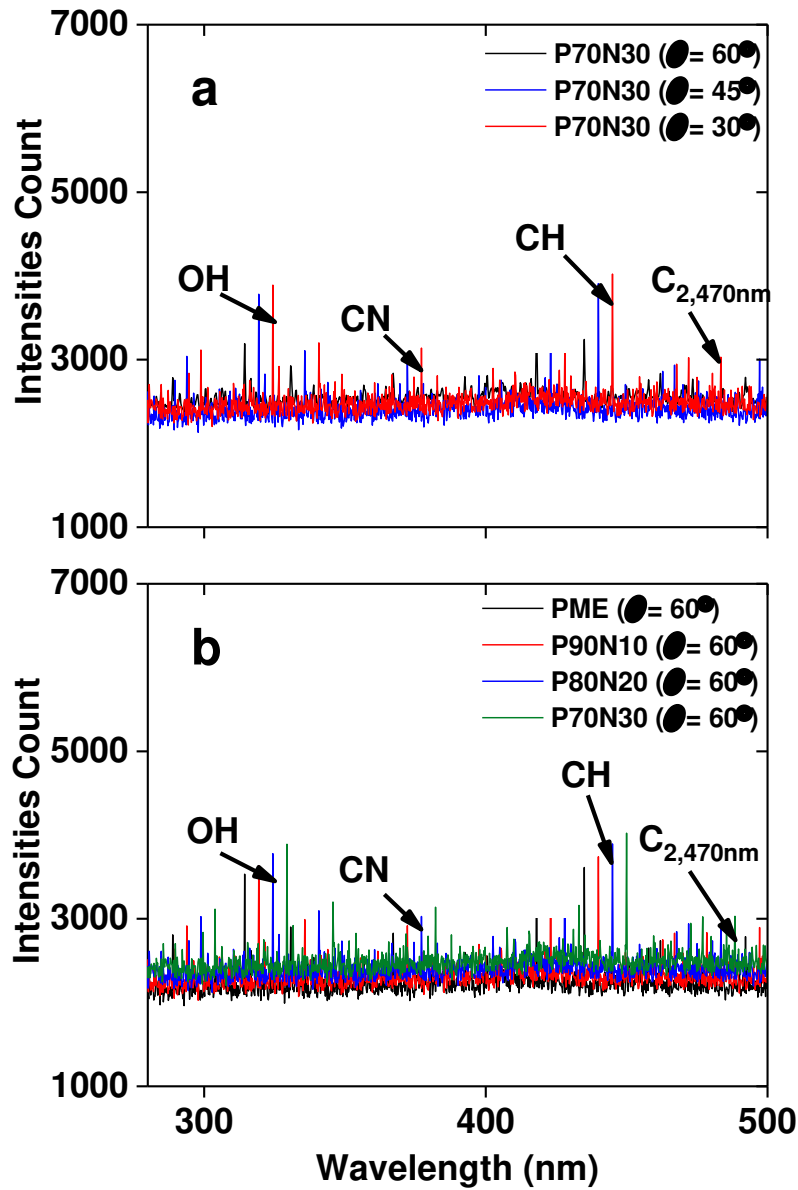 7000
5000
3000
1000
Intensities Count
a
P70N30 (= 60)
P70N30 (= 45)
P70N30 (= 30)
OH
CN
CH
C2,470nm
7000
5000
3000
1000
Intensities Count
b
PME (= 60)
P90N10 (= 60)
P80N20 (= 60)
P70N30 (= 60)
OH
CN
CH
C2,470nm
300
400
500
Wavelength (nm)